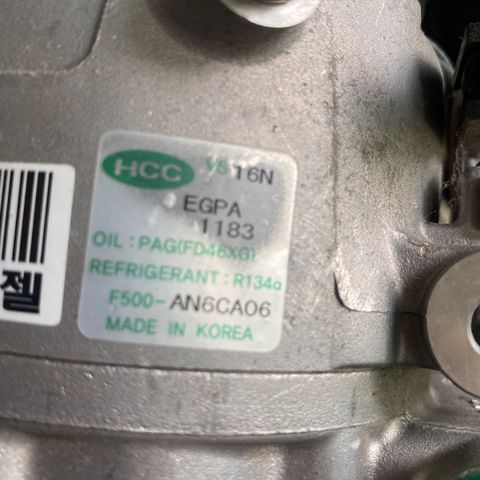 HCC VS16N
EGPA
1183
OIL : PAG(FD46XG)
REFRIGERANT : R134a
F500-AN6CA06
MADE IN KOREA
젤